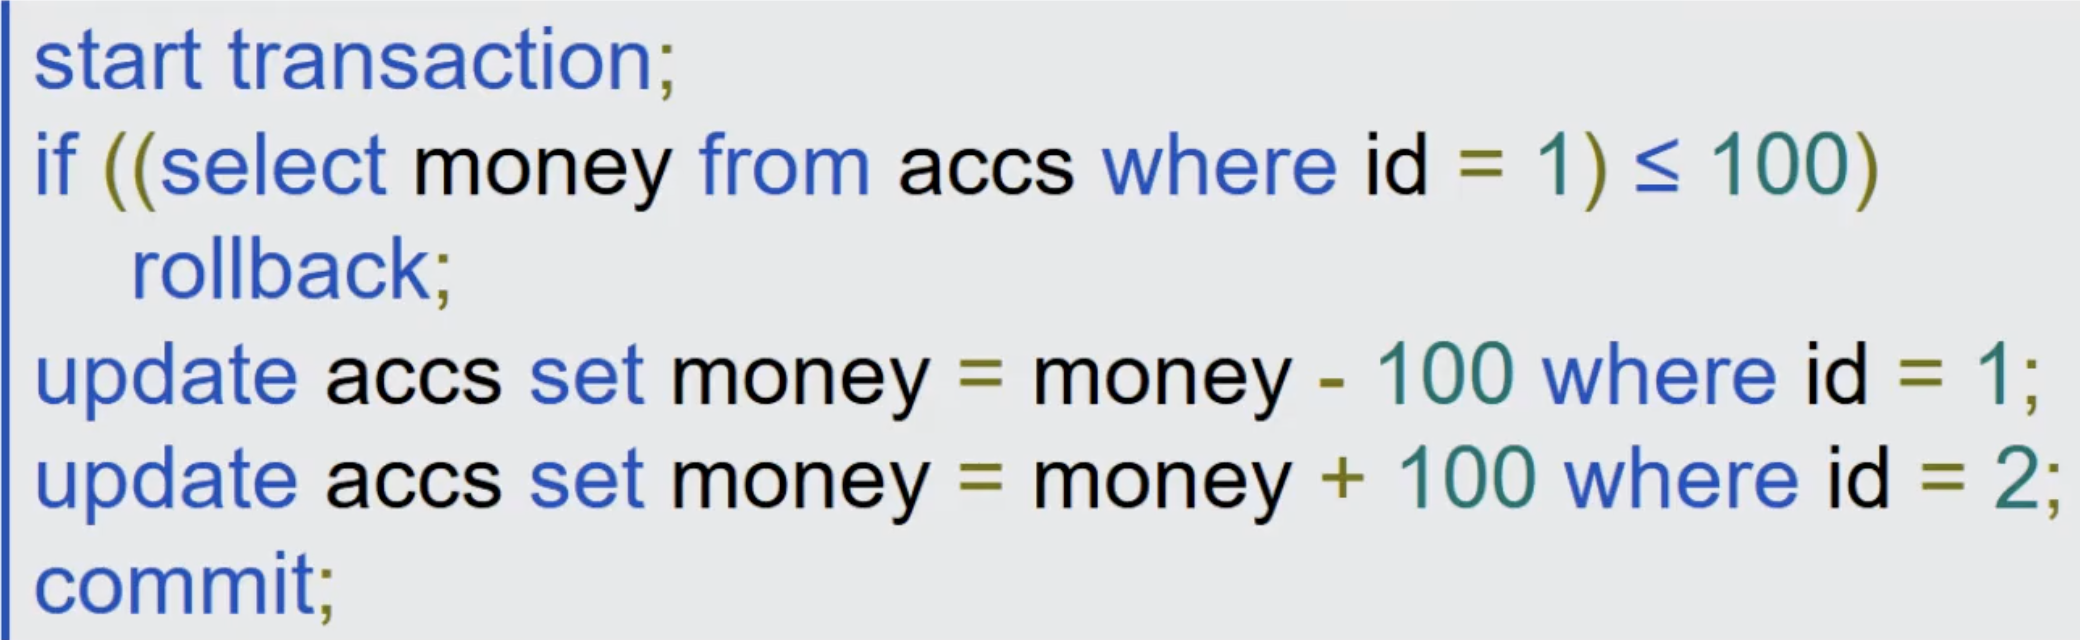 start transaction;
if ((select money from accs where id = 1) ≤ 100)
rollback;
update accs set money = money - 100 where id = 1;
update accs set money = money + 100 where id = 2;
commit;